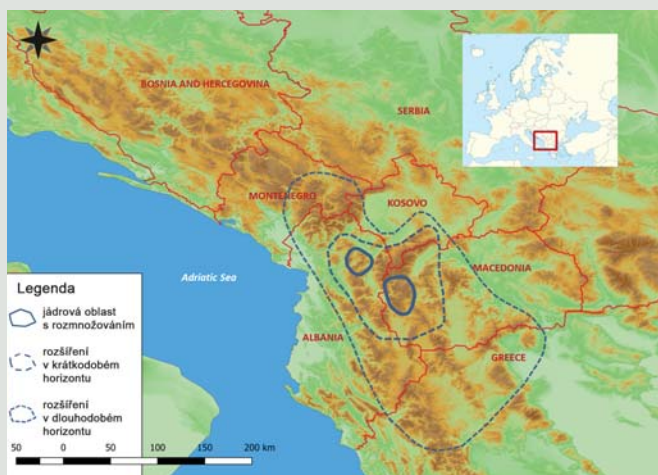 BOSNIA AND HERCEGOVINA
SERBIA
MONTENEGRO
KOSOVO
Adriatic Sea
MACEDONIA
ALBANIA
GREECE
Legenda
jádrová oblast
s rozmnožováním
rozšíření
v krátkodobém
horizontu
rozšíření
v dlouhodobém
horizontu
50 0 50 100 150 200 km